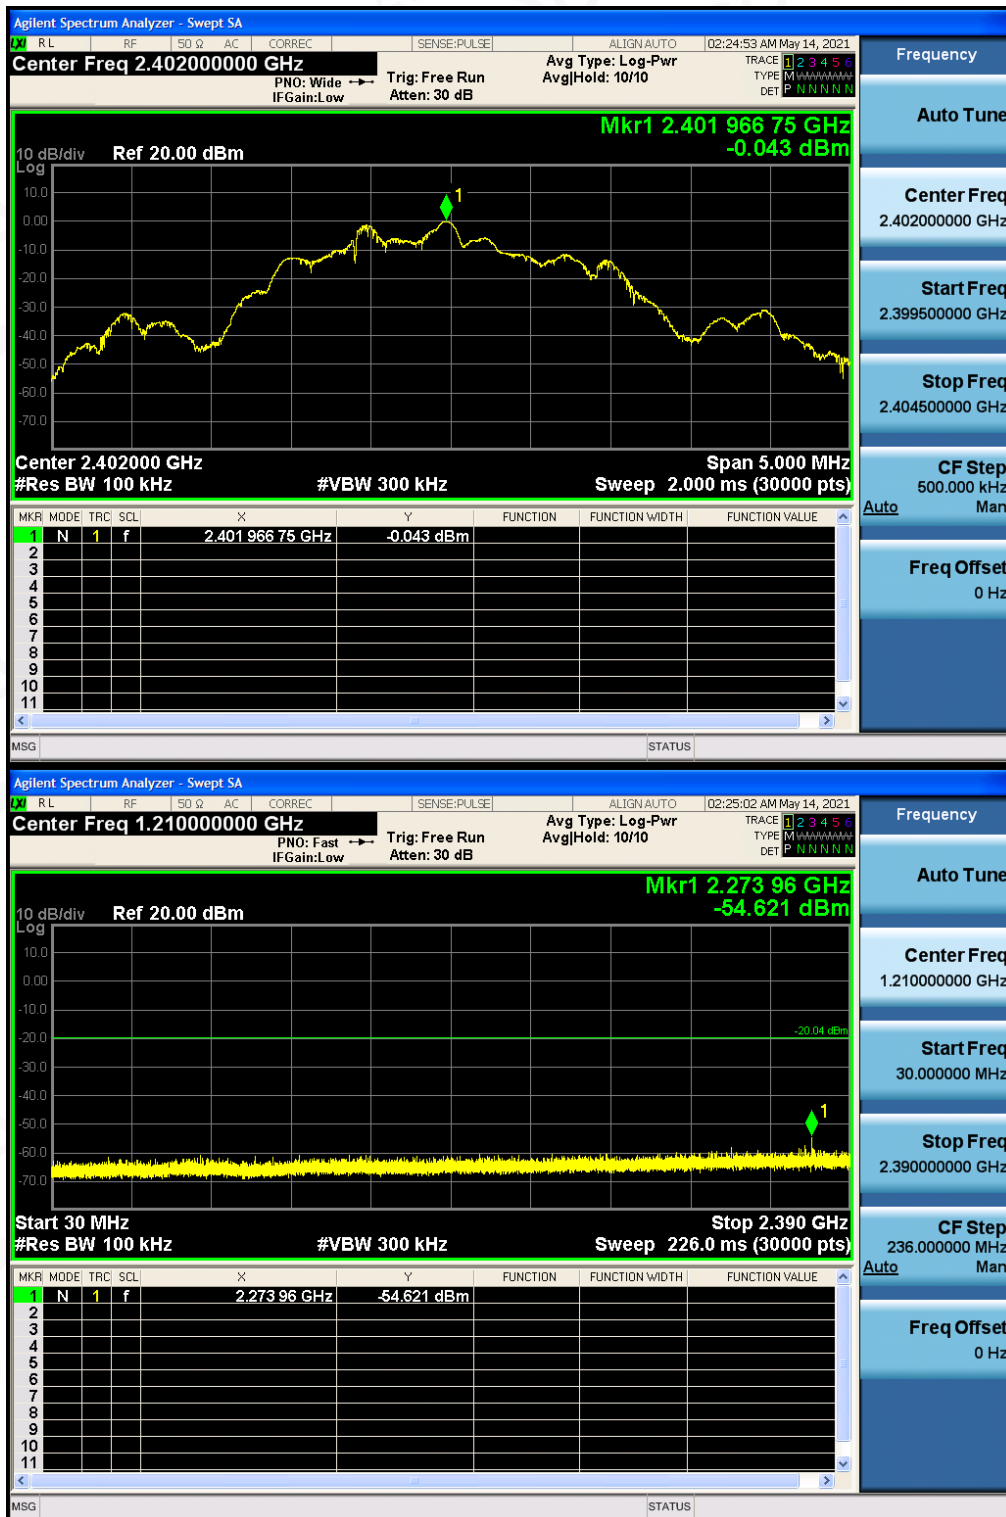 Agilent Spectrum Analyzer - Swept SA
LXI RL RF 50 Ω AC CORREC SENSE:PULSE ALIGN AUTO 02:24:53 AM May 14, 2021
Center Freq 2.402000000 GHz
PNO: Wide
IFGain:Low
Trig: Free Run
Atten: 30 dB
Avg Type: Log-Pwr
Avg|Hold: 10/10
TRACE 1 2 3 4 5 6
TYPE M
DET P N N N N N
Mkr1 2.401 966 75 GHz
-0.043 dBm
10 dB/div Ref 20.00 dBm
Log
10.0
0.00
-10.0
-20.0
-30.0
-40.0
-50.0
-60.0
-70.0
1
Center 2.402000 GHz Span 5.000 MHz
#Res BW 100 kHz #VBW 300 kHz Sweep 2.000 ms (30000 pts)
MKR MODE TRC SCL X Y FUNCTION FUNCTION WIDTH FUNCTION VALUE
1 N 1 f 2.401 966 75 GHz -0.043 dBm
2
3
4
5
6
7
8
9
10
11
MSG STATUS
Frequency
Auto Tune
Center Freq
2.402000000 GHz
Start Freq
2.399500000 GHz
Stop Freq
2.404500000 GHz
CF Step
500.000 kHz
Auto Man
Freq Offset
0 Hz
Agilent Spectrum Analyzer - Swept SA
LXI RL RF 50 Ω AC CORREC SENSE:PULSE ALIGN AUTO 02:25:02 AM May 14, 2021
Center Freq 1.210000000 GHz
PNO: Fast
IFGain:Low
Trig: Free Run
Atten: 30 dB
Avg Type: Log-Pwr
Avg|Hold: 10/10
TRACE 1 2 3 4 5 6
TYPE M
DET P N N N N N
Mkr1 2.273 96 GHz
-54.621 dBm
10 dB/div Ref 20.00 dBm
Log
10.0
0.00
-10.0
-20.0
-30.0
-40.0
-50.0
-60.0
-70.0
-20.04 dBm
1
Start 30 MHz Stop 2.390 GHz
#Res BW 100 kHz #VBW 300 kHz Sweep 226.0 ms (30000 pts)
MKR MODE TRC SCL X Y FUNCTION FUNCTION WIDTH FUNCTION VALUE
1 N 1 f 2.273 96 GHz -54.621 dBm
2
3
4
5
6
7
8
9
10
11
MSG STATUS
Frequency
Auto Tune
Center Freq
1.210000000 GHz
Start Freq
30.000000 MHz
Stop Freq
2.390000000 GHz
CF Step
236.000000 MHz
Auto Man
Freq Offset
0 Hz